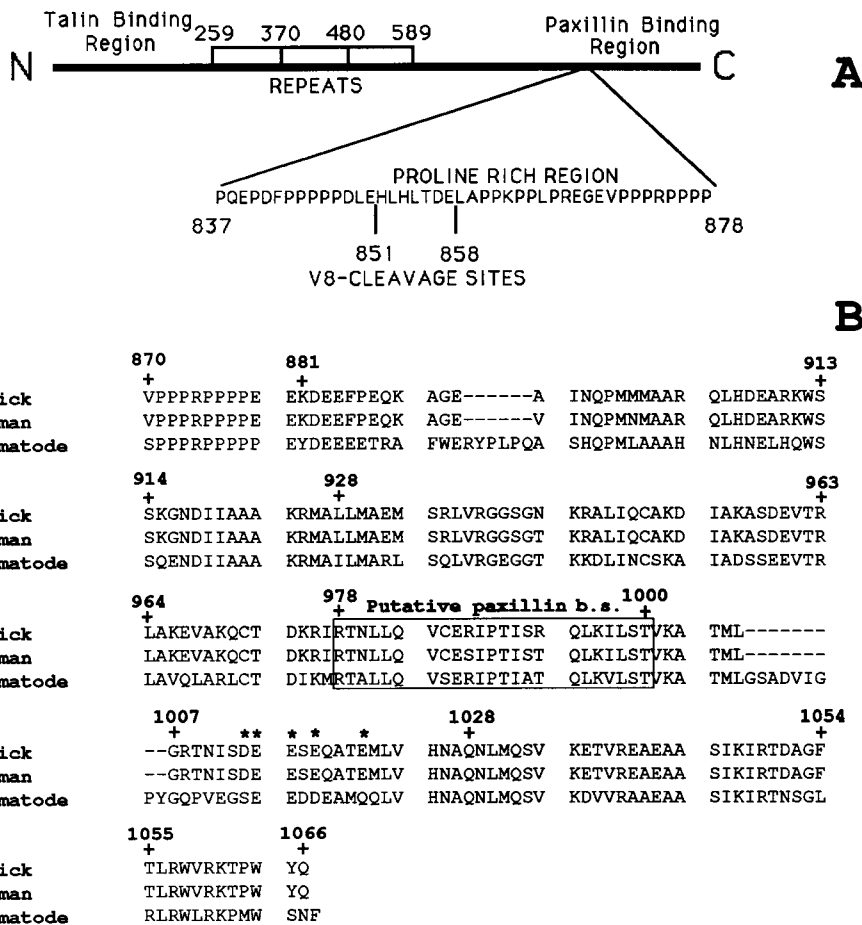 Talin Binding Region
Paxillin Binding Region
259 370 480 589
N
C
A
REPEATS
PROLINE RICH REGION
PQEPDFPPPPPDLEHLHLTDELAPPKPPLPREGEVPPPRPPPP
837
878
851 858
V8-CLEAVAGE SITES
B
870 881 913
+ + +
ick VPPPRPPPPE EKDEEFPEQK AGE------A INQPMMMAAR QLHDEARKWS
man VPPPRPPPPE EKDEEFPEQK AGE------V INQPMNMAAR QLHDEARKWS
matode SPPPRPPPPP EYDEEEETRA FWERYPLPQA SHQPMLAAAH NLHNELHQWS
914 928 963
+ + +
ick SKGNDIIAAA KRMALLMAEM SRLVRGGSGN KRALIQCAKD IAKASDEVTR
man SKGNDIIAAA KRMALLMAEM SRLVRGGSGT KRALIQCAKD IAKASDEVTR
matode SQENDIIAAA KRMAILMARL SQLVRGEGGT KKDLINCSKA IADSSEEVTR
964 978 Putative paxillin b.s. 1000
+ + +
ick LAKEVAKQCT DKRIRTNLLQ VCERIPTISR QLKILSTVKA TML-------
man LAKEVAKQCT DKRIRTNLLQ VCESIPTIST QLKILSTVKA TML-------
matode LAVQLARLCT DIKMRTALLQ VSERIPTIAT QLKVLSTVKA TMLGSADVIG
1007 ** * * * 1028 1054
+ + +
ick --GRTNISDE ESEQATEMLV HNAQNLMQSV KETVREAEAA SIKIRTDAGF
man --GRTNISDE ESEQATEMLV HNAQNLMQSV KETVREAEAA SIKIRTDAGF
matode PYGQPVEGSE EDDEAMQQLV HNAQNLMQSV KDVVRAAEAA SIKIRTNSGL
1055 1066
+ +
ick TLRWVRKTPW YQ
man TLRWVRKTPW YQ
matode RLRWLRKPMW SNF